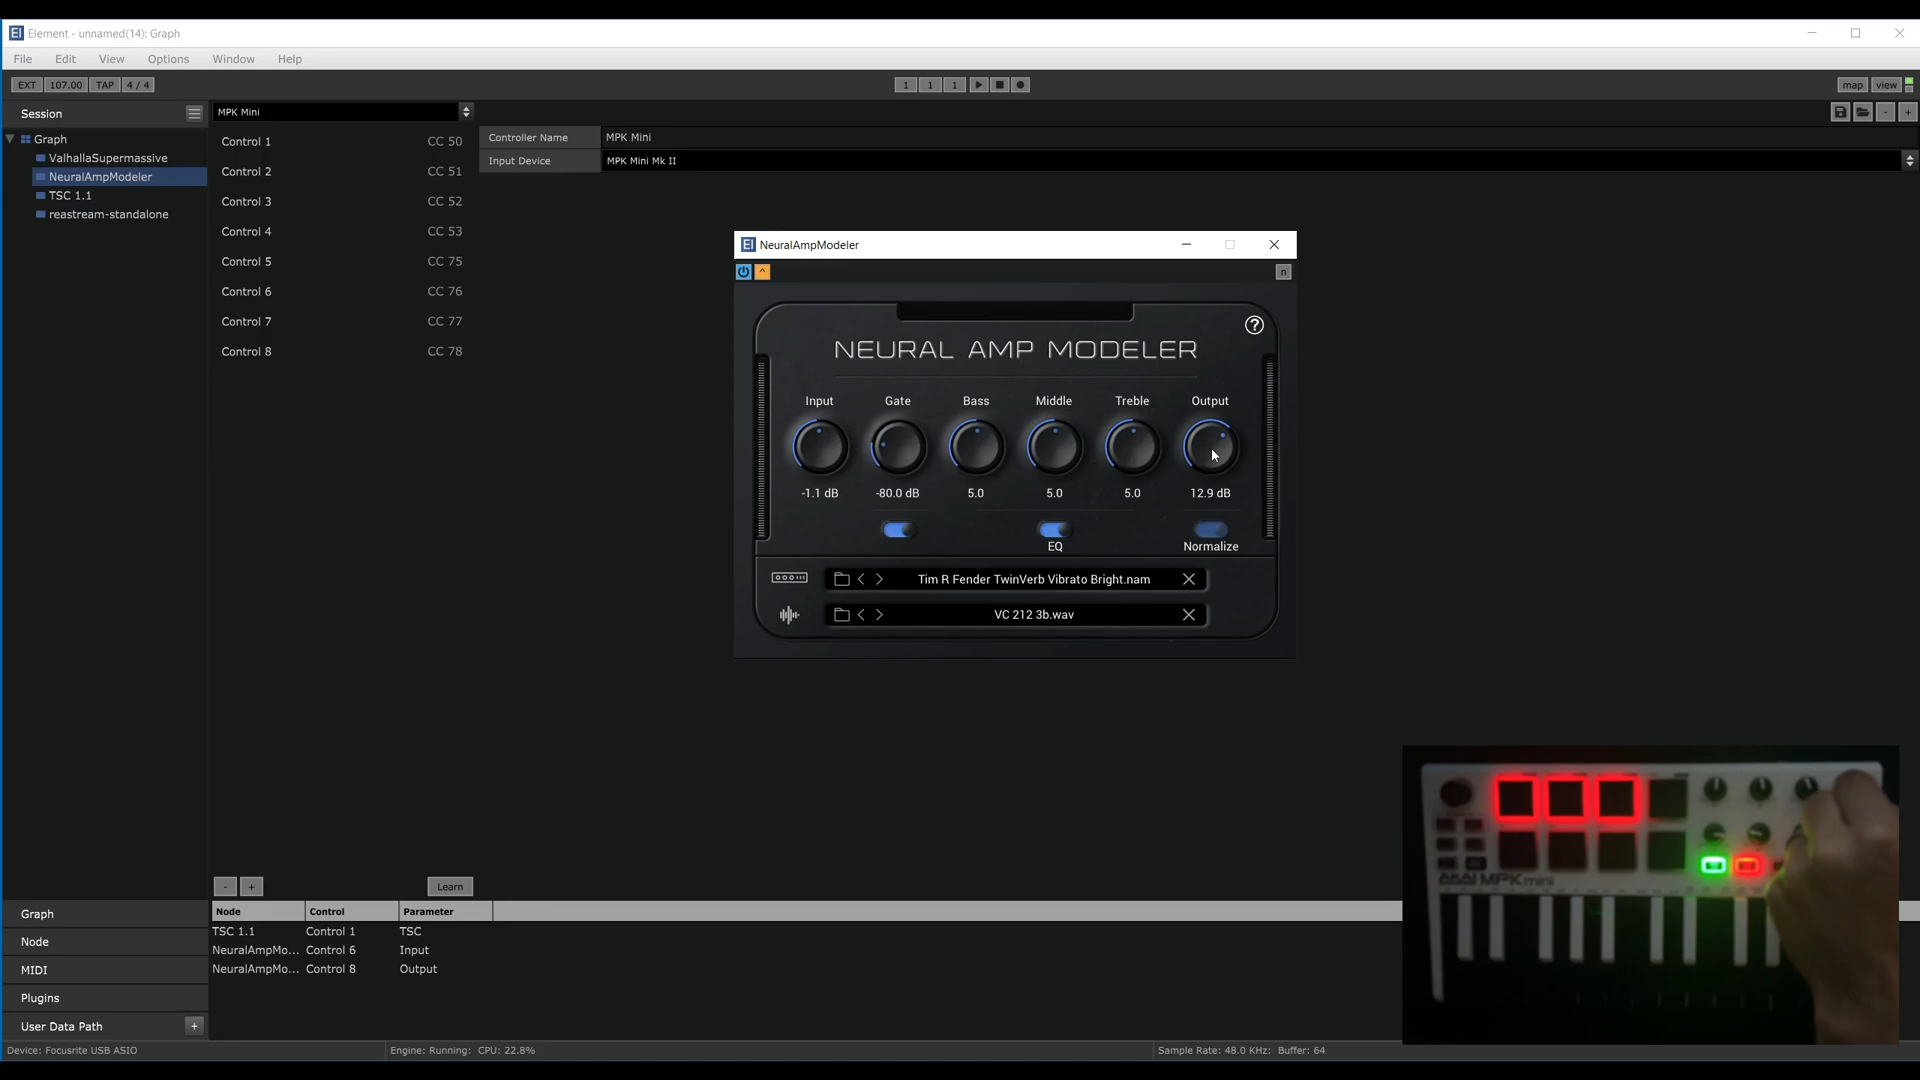 Element - unnamed(14): Graph
File Edit View Options Window Help
EXT 107.00 TAP 4 / 4 1 1 1 map view
Session
MPK Mini
- +
Graph
ValhallaSupermassive
NeuralAmpModeler
TSC 1.1
reastream-standalone
Control 1 CC 50
Control 2 CC 51
Control 3 CC 52
Control 4 CC 53
Control 5 CC 75
Control 6 CC 76
Control 7 CC 77
Control 8 CC 78
Controller Name MPK Mini
Input Device MPK Mini Mk II
NeuralAmpModeler
n
?
NEURAL AMP MODELER
Input Gate Bass Middle Treble Output
-1.1 dB -80.0 dB 5.0 5.0 5.0 12.9 dB
EQ Normalize
Tim R Fender TwinVerb Vibrato Bright.nam
VC 212 3b.wav
- + Learn
Node Control Parameter
TSC 1.1 Control 1 TSC
NeuralAmpMo... Control 6 Input
NeuralAmpMo... Control 8 Output
Graph
Node
MIDI
Plugins
User Data Path +
AKAI MPKmini
Device: Focusrite USB ASIO Engine: Running: CPU: 22.8% Sample Rate: 48.0 KHz: Buffer: 64